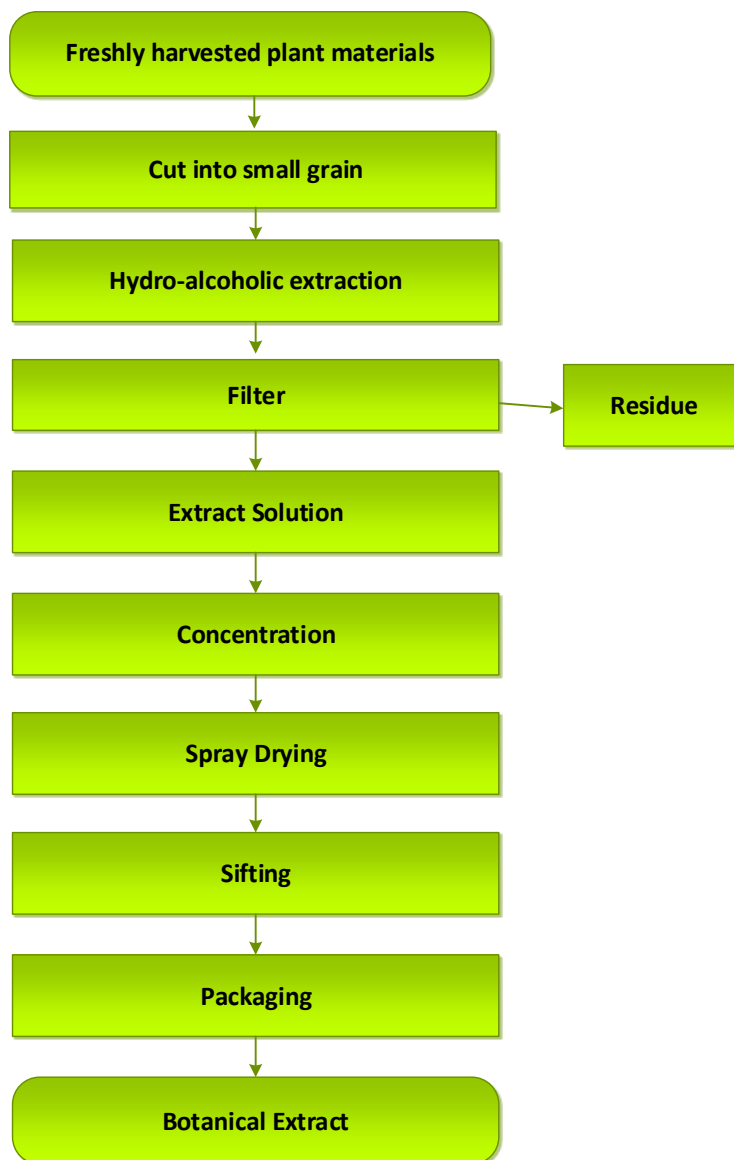 Freshly harvested plant materials
Cut into small grain
Hydro-alcoholic extraction
Filter
Residue
Extract Solution
Concentration
Spray Drying
Sifting
Packaging
Botanical Extract